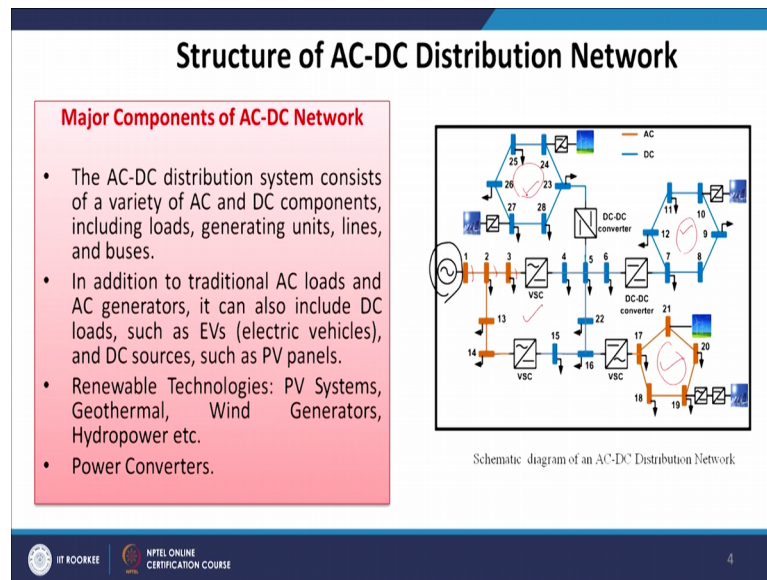 Structure of AC-DC Distribution Network
Major Components of AC-DC Network
• The AC-DC distribution system consists
of a variety of AC and DC components,
including loads, generating units, lines,
and buses.
• In addition to traditional AC loads and
AC generators, it can also include DC
loads, such as EVs (electric vehicles),
and DC sources, such as PV panels.
• Renewable Technologies: PV Systems,
Geothermal, Wind Generators,
Hydropower etc.
• Power Converters.
AC
DC
25
24
26
23
27
28
DC-DC
converter
11
10
12
9
1
2
3
4
5
6
7
8
VSC
DC-DC
converter
13
22
21
14
15
17
20
VSC
16
VSC
18
19
Schematic diagram of an AC-DC Distribution Network
IIT ROORKEE
NPTEL ONLINE
CERTIFICATION COURSE
4